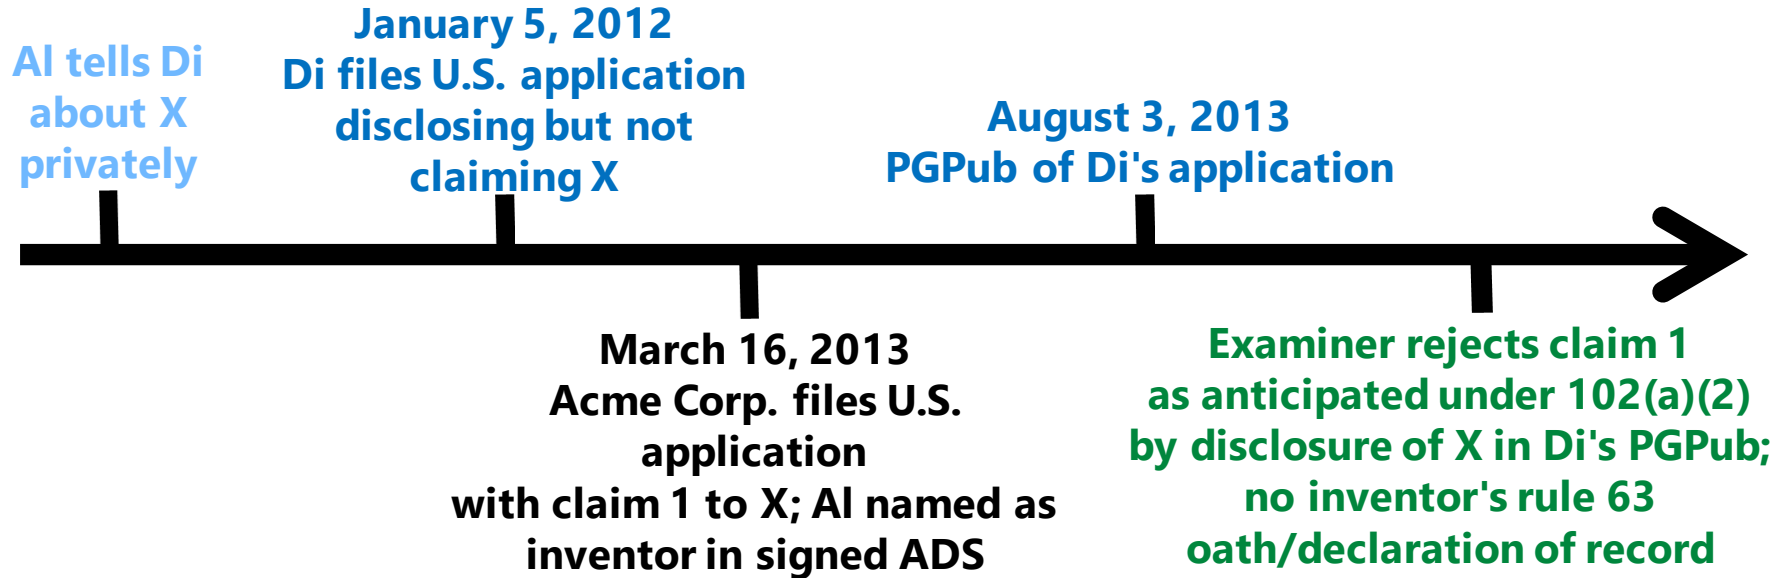 Al tells Di
about X
privately
January 5, 2012
Di files U.S. application
disclosing but not
claiming X
August 3, 2013
PGPub of Di's application
March 16, 2013
Acme Corp. files U.S.
application
with claim 1 to X; Al named as
inventor in signed ADS
Examiner rejects claim 1
as anticipated under 102(a)(2)
by disclosure of X in Di's PGPub;
no inventor's rule 63
oath/declaration of record